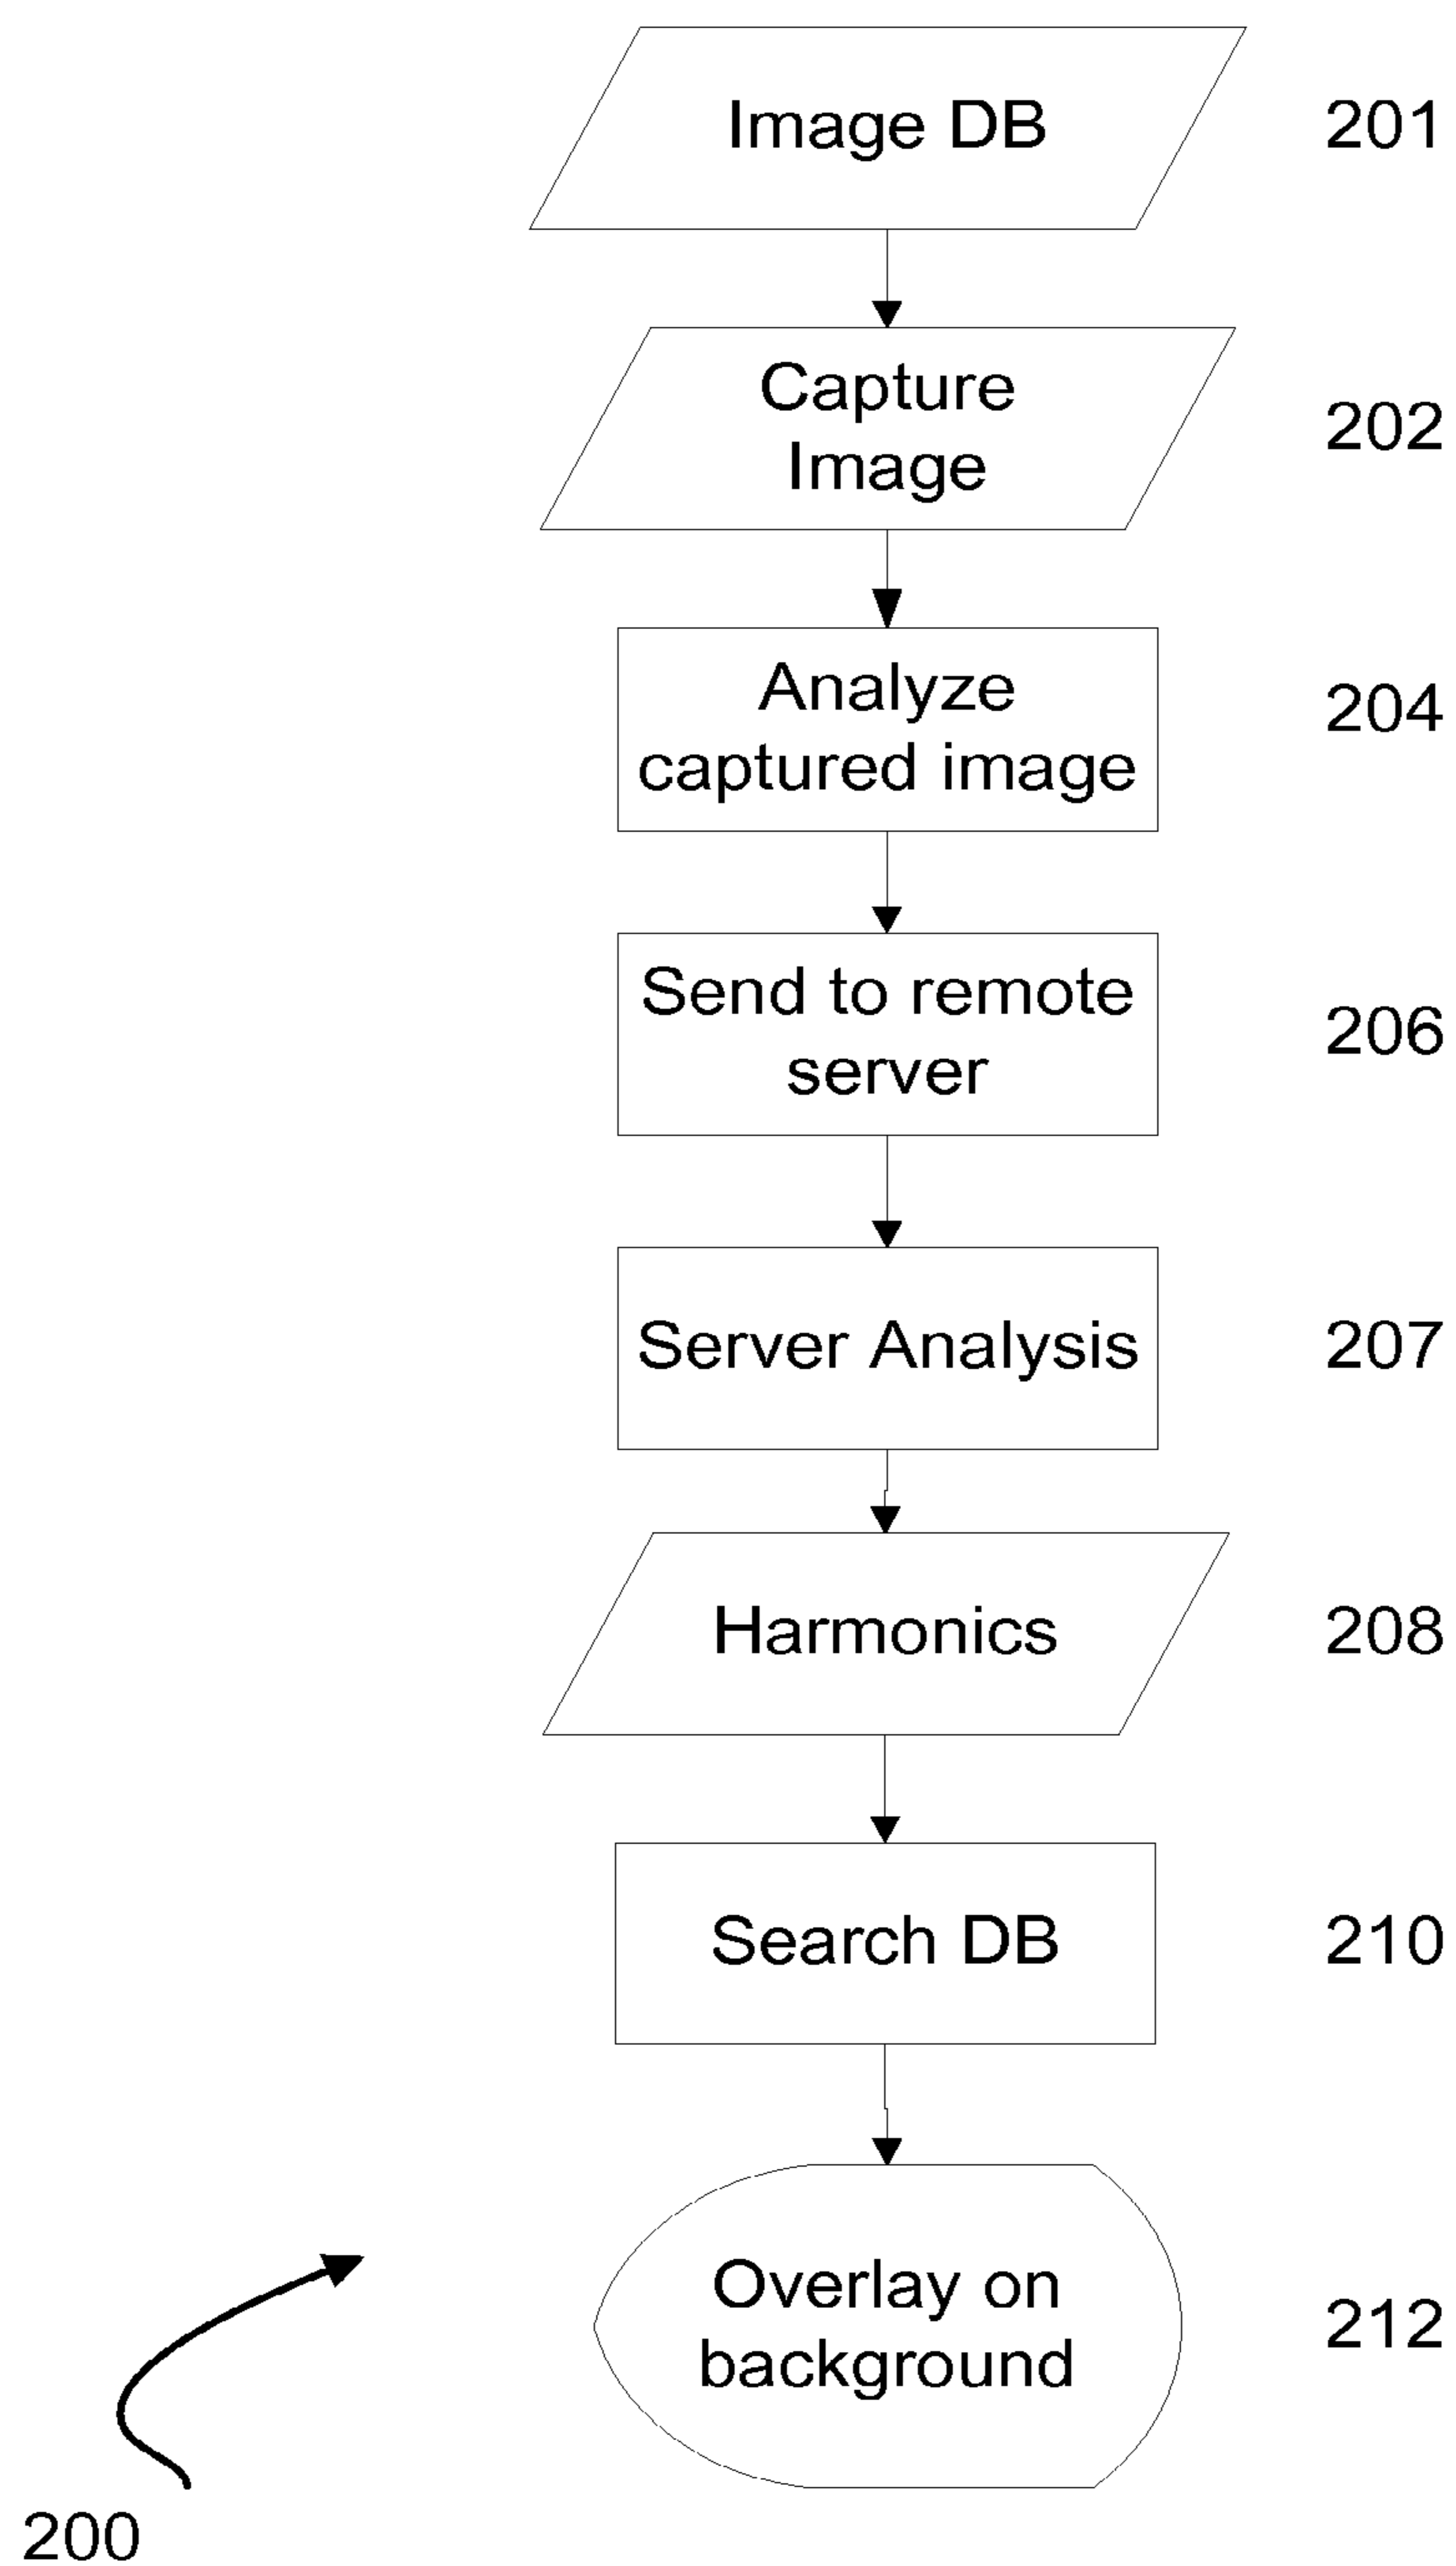 Image DB
201
Capture
Image
202
Analyze
captured image
204
Send to remote
server
206
Server Analysis
207
Harmonics
208
Search DB
210
Overlay on
background
212
200